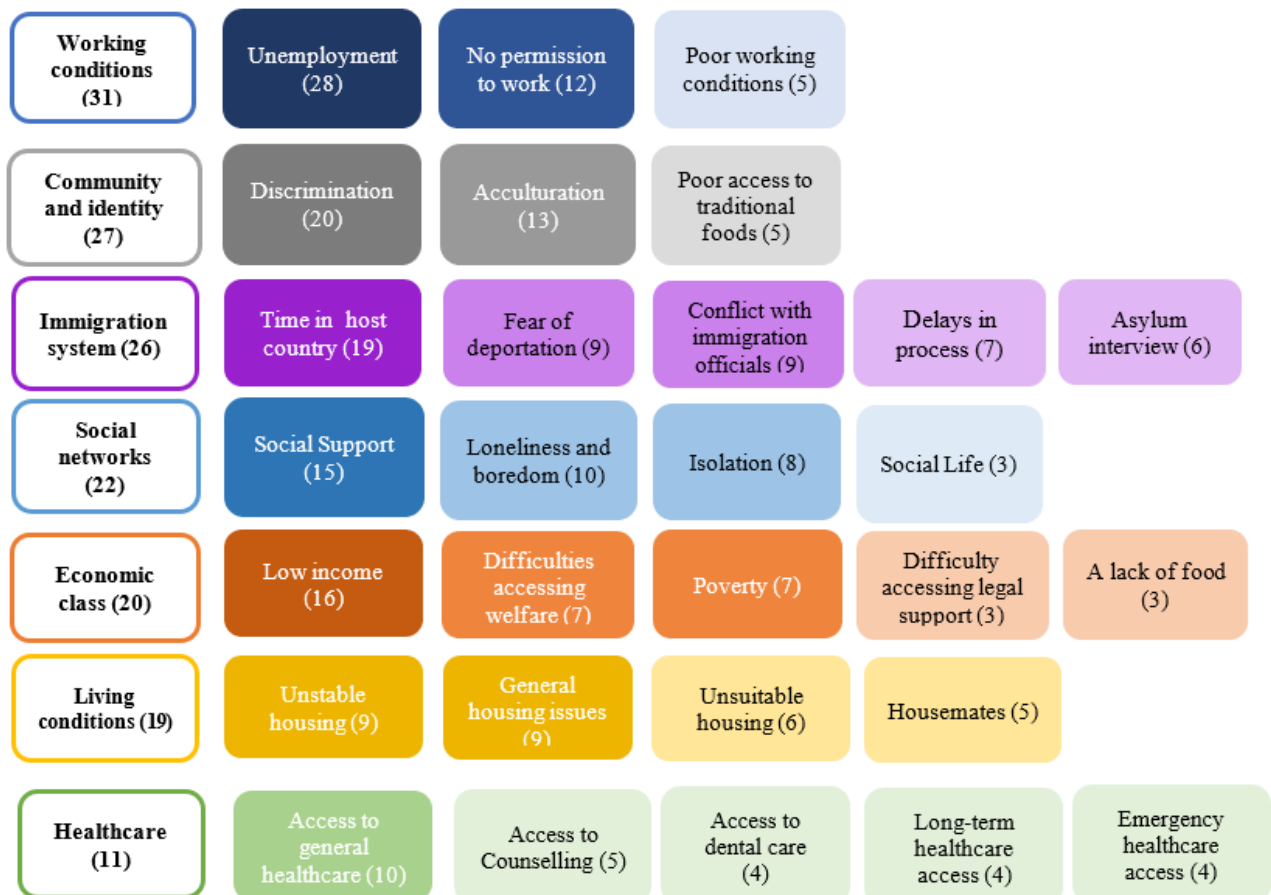 Working
conditions
(31)
Unemployment
(28)
No permission
to work (12)
Poor working
conditions (5)
Community
and identity
(27)
Discrimination
(20)
Acculturation
(13)
Poor access to
traditional
foods (5)
Immigration
system (26)
Time in host
country (19)
Fear of
deportation (9)
Conflict with
immigration
officials (9)
Delays in
process (7)
Asylum
interview (6)
Social
networks
(22)
Social Support
(15)
Loneliness and
boredom (10)
Isolation (8)
Social Life (3)
Economic
class (20)
Low income
(16)
Difficulties
accessing
welfare (7)
Poverty (7)
Difficulty
accessing legal
support (3)
A lack of food
(3)
Living
conditions (19)
Unstable
housing (9)
General
housing issues
(9)
Unsuitable
housing (6)
Housemates (5)
Healthcare
(11)
Access to
general
healthcare (10)
Access to
Counselling (5)
Access to
dental care
(4)
Long-term
healthcare
access (4)
Emergency
healthcare
access (4)